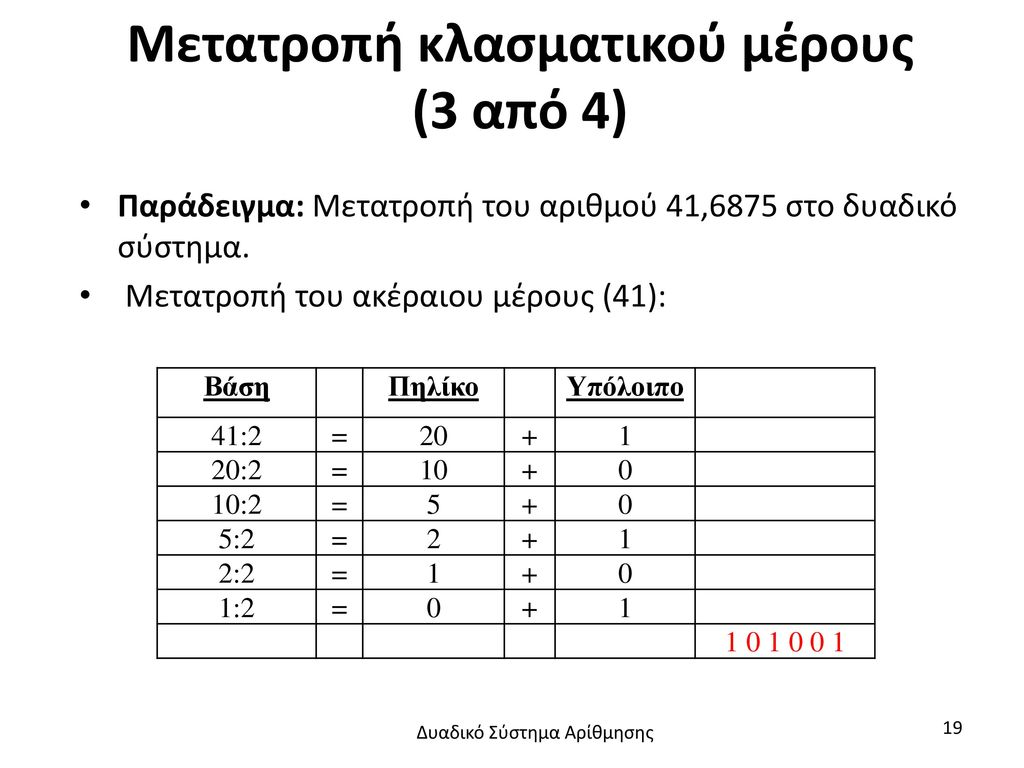 Μετατροπή κλασματικού μέρους
(3 από 4)
• Παράδειγμα: Μετατροπή του αριθμού 41,6875 στο δυαδικό
σύστημα.
• Μετατροπή του ακέραιου μέρους (41):
Βάση Πηλίκο Υπόλοιπο
41:2 = 20 + 1
20:2 = 10 + 0
10:2 = 5 + 0
5:2 = 2 + 1
2:2 = 1 + 0
1:2 = 0 + 1
1 0 1 0 0 1
Δυαδικό Σύστημα Αρίθμησης
19